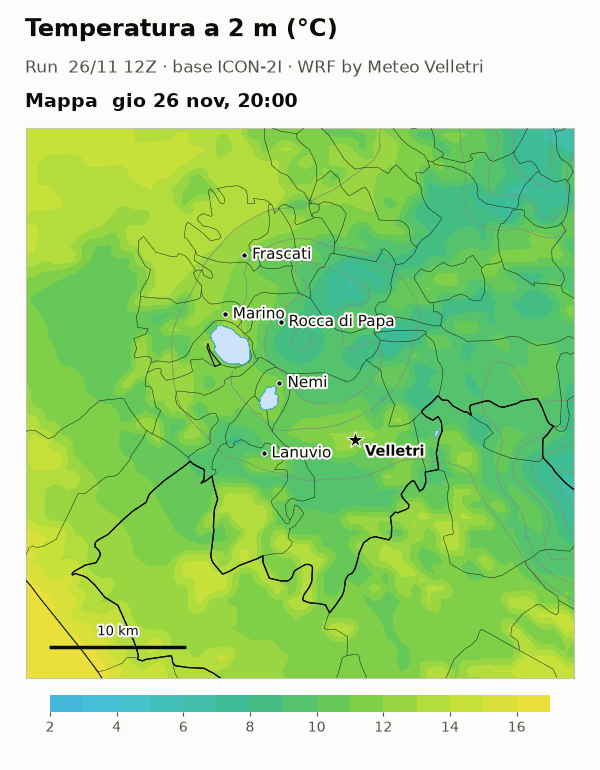 Temperatura a 2 m (°C)
Run  26/11 12Z · base ICON-2I · WRF by Meteo Velletri
Mappa  gio 26 nov, 20:00
Frascati
Marino
Rocca di Papa
Nemi
Velletri
Lanuvio
10 km
2 4 6 8 10 12 14 16